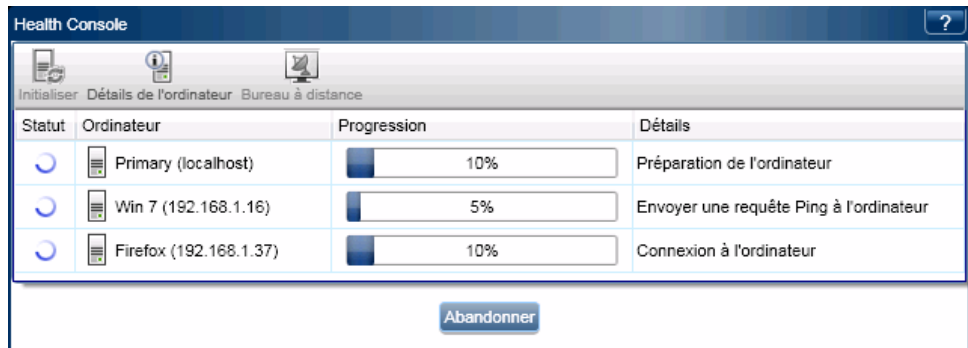 Health Console
?
Initialiser Détails de l'ordinateur Bureau à distance
Statut Ordinateur Progression Détails
Primary (localhost) 10% Préparation de l'ordinateur
Win 7 (192.168.1.16) 5% Envoyer une requête Ping à l'ordinateur
Firefox (192.168.1.37) 10% Connexion à l'ordinateur
Abandonner